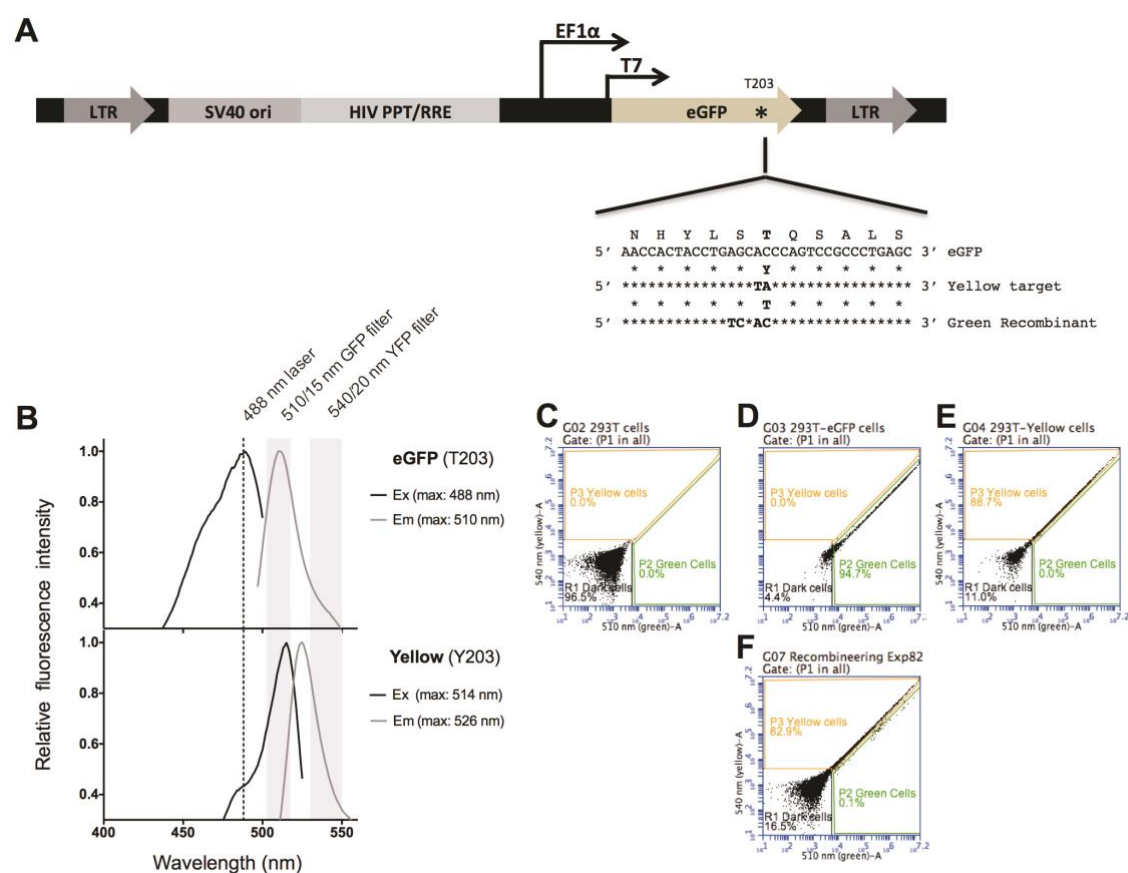 A
EF1α
T7
T203
LTR SV40 ori HIV PPT/RRE eGFP * LTR
N H Y L S T Q S A L S
5' AACCACTACCTGAGCACCCAGTCCGCCCTGAGC 3' eGFP
* * * * * Y * * * * *
5' ***************TA**************** 3' Yellow target
* * * * * T * * * * *
5' ************TC*AC**************** 3' Green Recombinant
488 nm laser
510/15 nm GFP filter
540/20 nm YFP filter
B
Relative fluorescence intensity
1.0
0.8
0.6
0.4
eGFP (T203)
Ex (max: 488 nm)
Em (max: 510 nm)
1.0
0.8
0.6
0.4
Yellow (Y203)
Ex (max: 514 nm)
Em (max: 526 nm)
400 450 500 550
Wavelength (nm)
C
G02 293T cells
Gate: (P1 in all)
P3 Yellow cells
0.0%
P2 Green Cells
0.0%
R1 Dark cells
96.5%
540 nm (yellow)-A
510 nm (green)-A
D
G03 293T-eGFP cells
Gate: (P1 in all)
P3 Yellow cells
0.0%
P2 Green Cells
94.7%
R1 Dark cells
4.4%
540 nm (yellow)-A
510 nm (green)-A
E
G04 293T-Yellow cells
Gate: (P1 in all)
P3 Yellow cells
88.7%
P2 Green Cells
0.0%
R1 Dark cells
11.0%
540 nm (yellow)-A
510 nm (green)-A
F
G07 Recombineering Exp82
Gate: (P1 in all)
P3 Yellow cells
82.9%
P2 Green Cells
0.1%
R1 Dark cells
16.5%
540 nm (yellow)-A
510 nm (green)-A